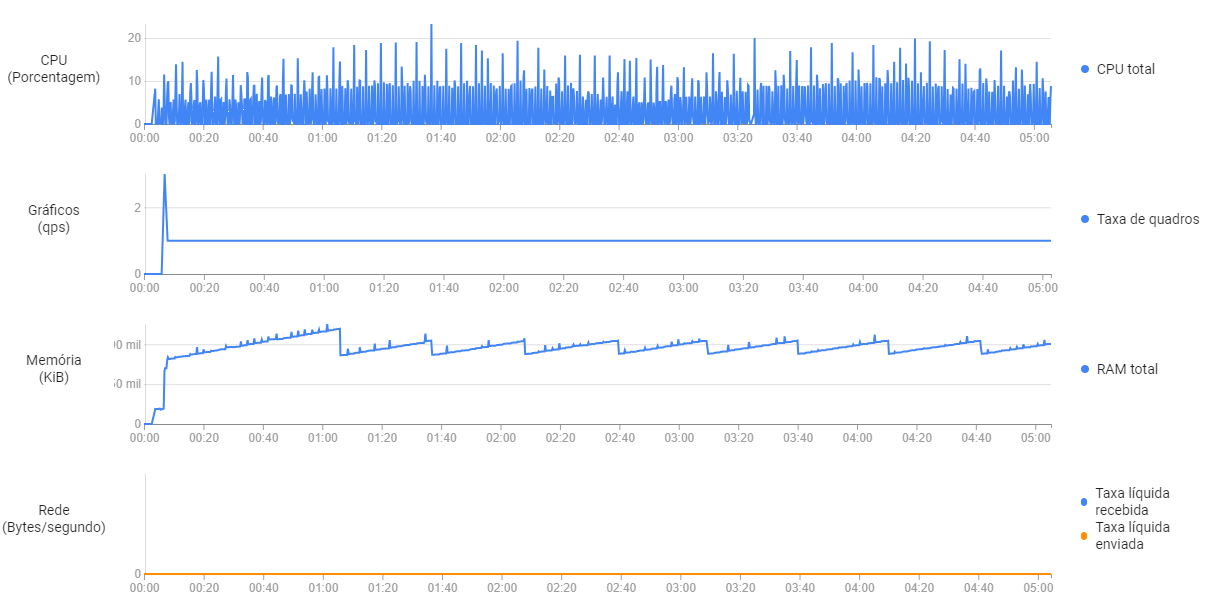 CPU
(Porcentagem)
20
10
0
00:00 00:20 00:40 01:00 01:20 01:40 02:00 02:20 02:40 03:00 03:20 03:40 04:00 04:20 04:40 05:00
CPU total
Gráficos
(qps)
2
0
00:00 00:20 00:40 01:00 01:20 01:40 02:00 02:20 02:40 03:00 03:20 03:40 04:00 04:20 04:40 05:00
Taxa de quadros
Memória
(KiB)
mil
mil
0
00:00 00:20 00:40 01:00 01:20 01:40 02:00 02:20 02:40 03:00 03:20 03:40 04:00 04:20 04:40 05:00
RAM total
Rede
(Bytes/segundo)
0
00:00 00:20 00:40 01:00 01:20 01:40 02:00 02:20 02:40 03:00 03:20 03:40 04:00 04:20 04:40 05:00
Taxa líquida
recebida
Taxa líquida
enviada